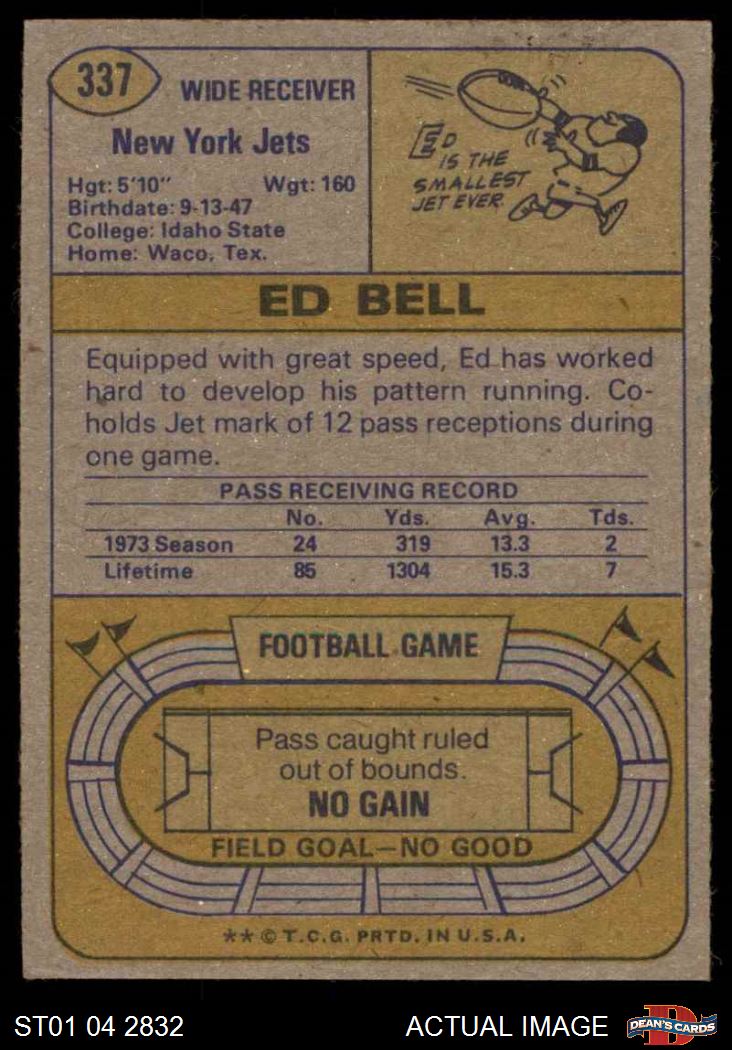 337
WIDE RECEIVER
New York Jets
Hgt: 5'10" Wgt: 160
Birthdate: 9-13-47
College: Idaho State
Home: Waco, Tex.
ED
IS THE
SMALLEST
JET EVER
ED BELL
Equipped with great speed, Ed has worked
hard to develop his pattern running. Co-
holds Jet mark of 12 pass receptions during
one game.
PASS RECEIVING RECORD
No. Yds. Avg. Tds.
1973 Season 24 319 13.3 2
Lifetime 85 1304 15.3 7
FOOTBALL GAME
Pass caught ruled
out of bounds.
NO GAIN
FIELD GOAL—NO GOOD
** © T.C.G. PRTD. IN U.S.A.
ST01 04 2832
ACTUAL IMAGE
D
DEAN'S CARDS